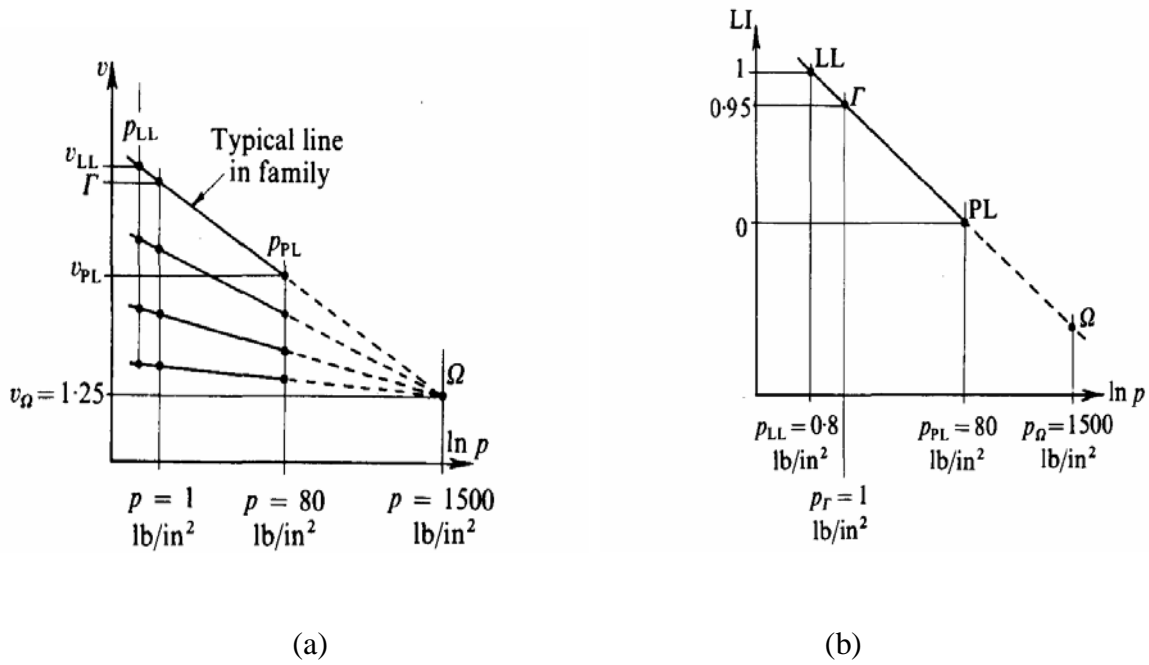 v
p_LL
v_LL
Γ
Typical line
in family
p_PL
v_PL
Ω
v_Ω = 1·25
ln p
p = 1
lb/in²
p = 80
lb/in²
p = 1500
lb/in²
(a)
LI
LL
1
Γ
0·95
PL
0
Ω
ln p
p_LL = 0·8
lb/in²
p_PL = 80
lb/in²
p_Ω = 1500
lb/in²
p_Γ = 1
lb/in²
(b)